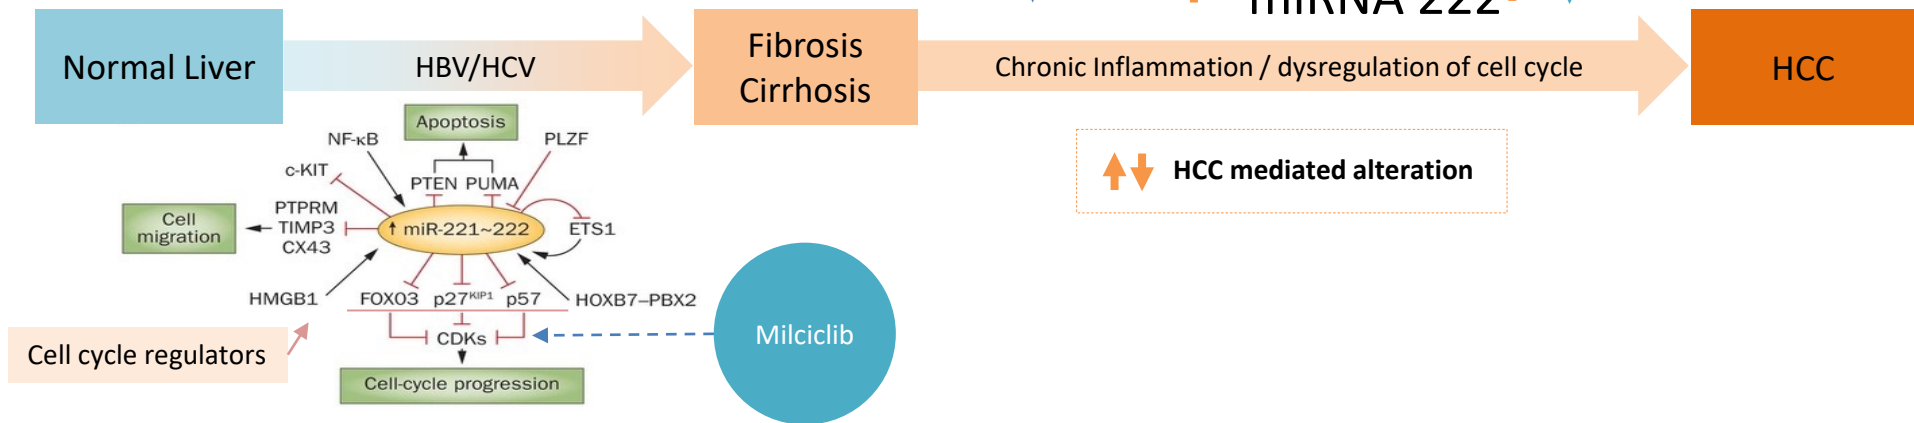 miRNA 222
Normal Liver
HBV/HCV
Fibrosis
Cirrhosis
Chronic Inflammation / dysregulation of cell cycle
HCC
Apoptosis
NF-κB
PLZF
c-KIT
PTEN PUMA
HCC mediated alteration
Cell
migration
PTPRM
TIMP3
CX43
miR-221~222
ETS1
HMGB1
FOXO3 p27KIP1 p57
HOXB7–PBX2
CDKs
Milciclib
Cell cycle regulators
Cell-cycle progression